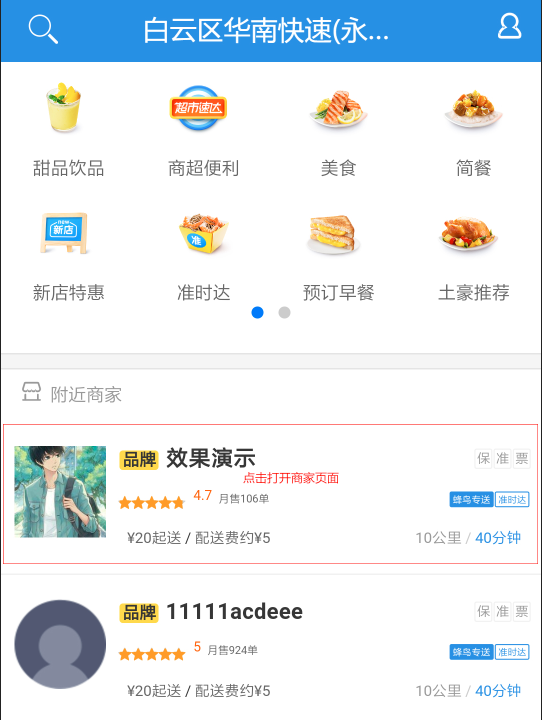 白云区华南快速(永...
超市速达
甜品饮品 商超便利 美食 简餐
new
新店
准
新店特惠 准时达 预订早餐 土豪推荐
附近商家
品牌 效果演示 保 准 票
点击打开商家页面
4.7 月售106单 蜂鸟专送 准时达
¥20起送 / 配送费约¥5 10公里 / 40分钟
品牌 11111acdeee 保 准 票
5 月售924单 蜂鸟专送 准时达
¥20起送 / 配送费约¥5 10公里 / 40分钟